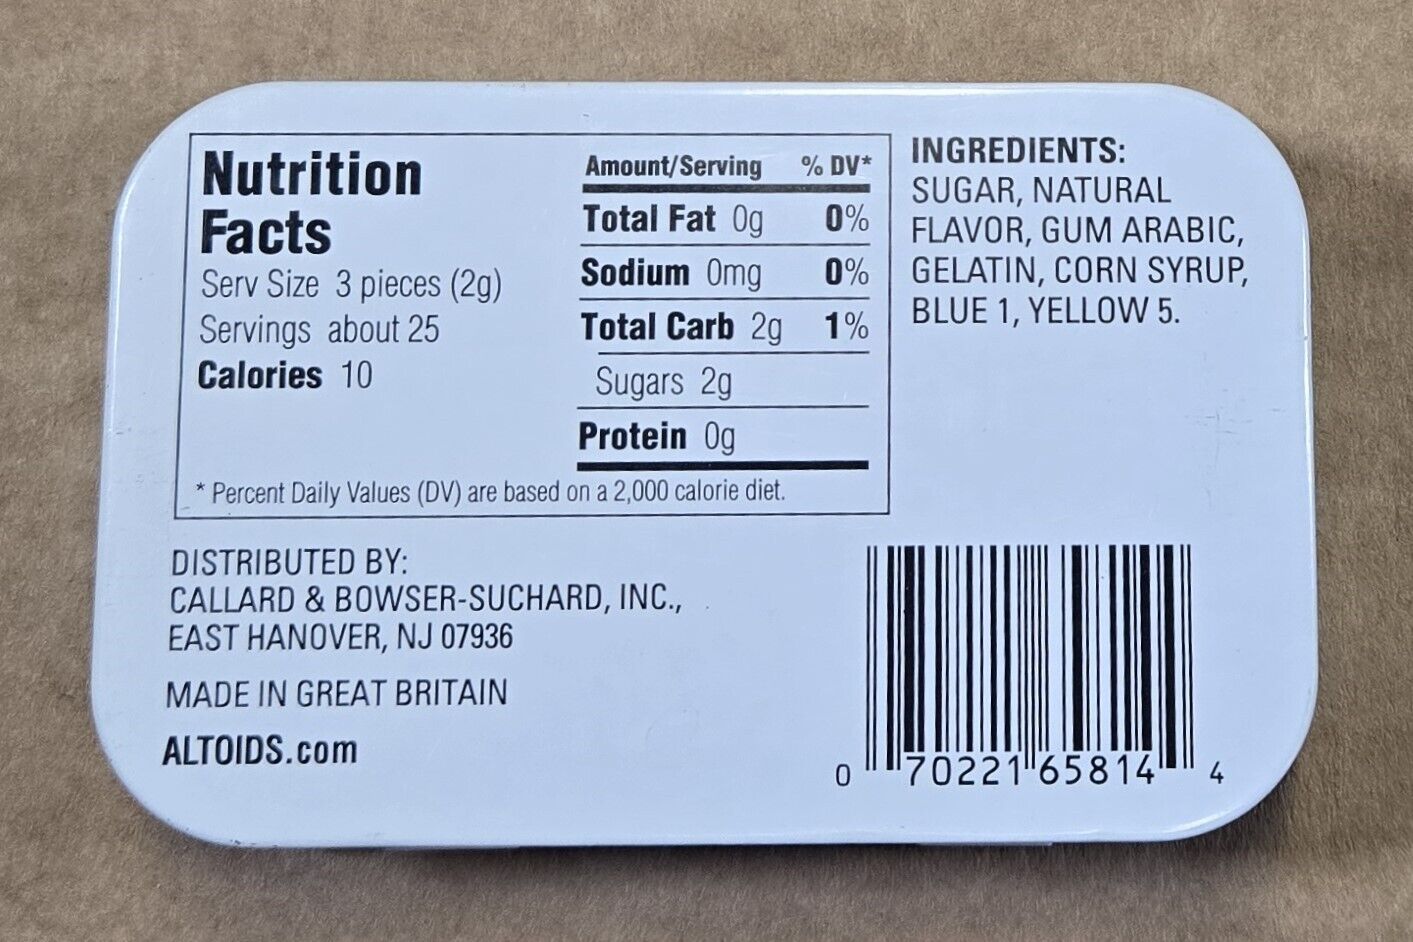 Nutrition
Facts
Serv Size 3 pieces (2g)
Servings about 25
Calories 10
Amount/Serving % DV*
Total Fat 0g 0%
Sodium 0mg 0%
Total Carb 2g 1%
Sugars 2g
Protein 0g
* Percent Daily Values (DV) are based on a 2,000 calorie diet.
INGREDIENTS:
SUGAR, NATURAL
FLAVOR, GUM ARABIC,
GELATIN, CORN SYRUP,
BLUE 1, YELLOW 5.
DISTRIBUTED BY:
CALLARD & BOWSER-SUCHARD, INC.,
EAST HANOVER, NJ 07936
MADE IN GREAT BRITAIN
ALTOIDS.com
0 70221 65814 4